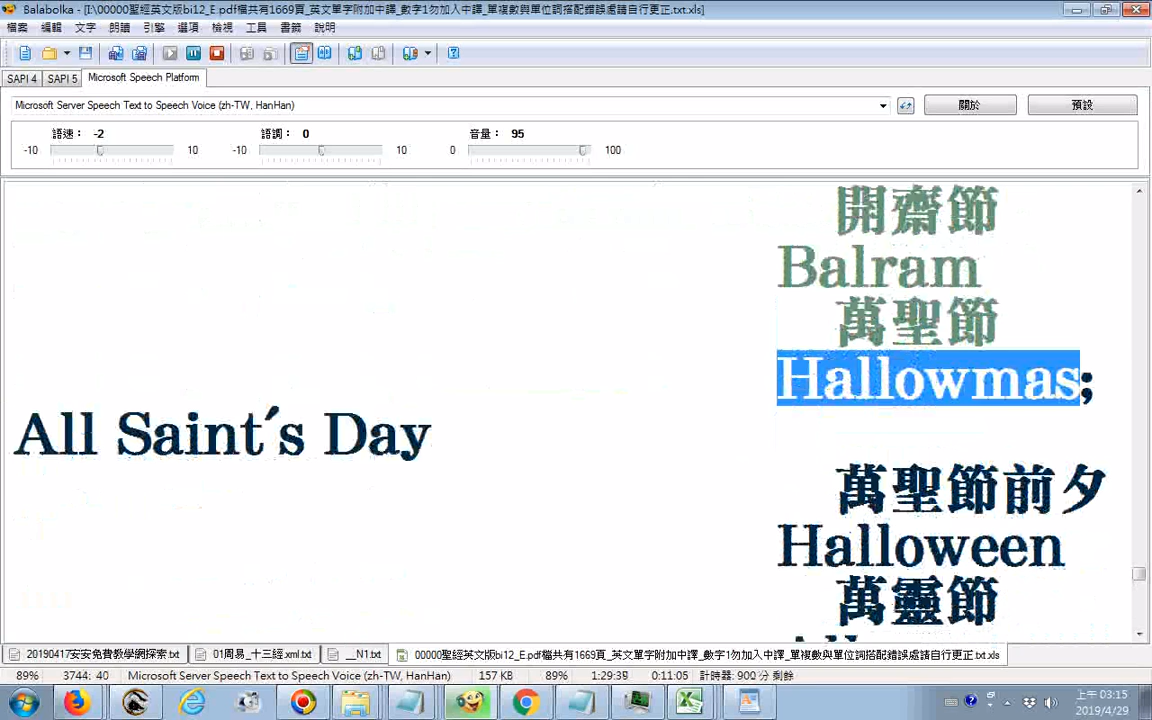 Balabolka - [I:\00000聖經英文版bi12_E.pdf檔共有1669頁_英文單字附加中譯_數字1勿加入中譯_單複數與單位詞搭配錯誤處請自行更正.txt.xls]
檔案 編輯 文字 朗讀 引擎 選項 檢視 工具 書籤 說明
SAPI 4 SAPI 5 Microsoft Speech Platform
Microsoft Server Speech Text to Speech Voice (zh-TW, HanHan) 關於 預設
語速： -2 語調： 0 音量： 95
-10 10 -10 10 0 100
開齋節
Balram
萬聖節
Hallowmas;
All Saint's Day
萬聖節前夕
Halloween
萬靈節
20190417安安免費教學網探索.txt 01周易_十三經.xml.txt __N1.txt 00000聖經英文版bi12_E.pdf檔共有1669頁_英文單字附加中譯_數字1勿加入中譯_單複數與單位詞搭配錯誤處請自行更正.txt.xls
89% 3744: 40 Microsoft Server Speech Text to Speech Voice (zh-TW, HanHan) 89% 1:29:39 0:11:05 計時器: 900 分 剩餘
上午 03:15
2019/4/29